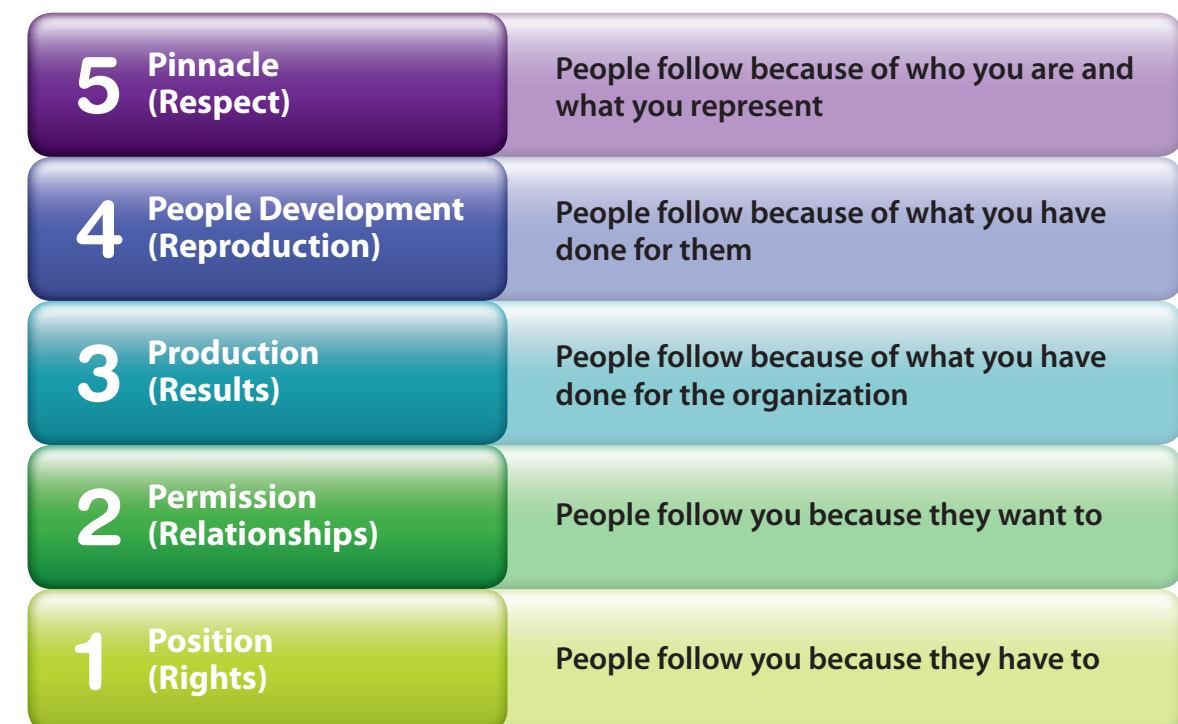 5
Pinnacle
(Respect)
People follow because of who you are and
what you represent
4
People Development
(Reproduction)
People follow because of what you have
done for them
3
Production
(Results)
People follow because of what you have
done for the organization
2
Permission
(Relationships)
People follow you because they want to
1
Position
(Rights)
People follow you because they have to